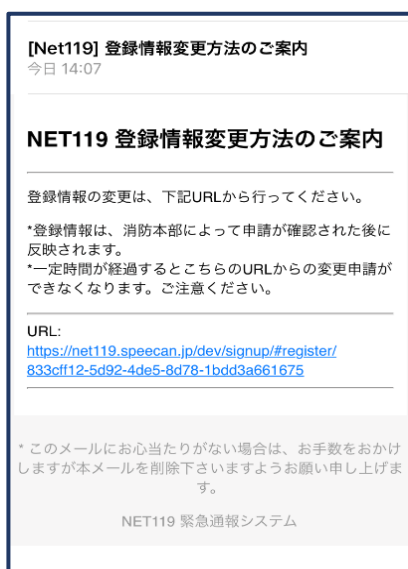 [Net119] 登録情報変更方法のご案内
今日 14:07
NET119 登録情報変更方法のご案内
登録情報の変更は、下記URLから行ってください。
*登録情報は、消防本部によって申請が確認された後に
反映されます。
*一定時間が経過するとこちらのURLからの変更申請が
できなくなります。ご注意ください。
URL:
https://net119.speecan.jp/dev/signup/#register/
833cff12-5d92-4de5-8d78-1bdd3a661675
* このメールにお心当たりがない場合は、お手数をおかけ
しますが本メールを削除下さいますようお願い申し上げま
す。
NET119 緊急通報システム